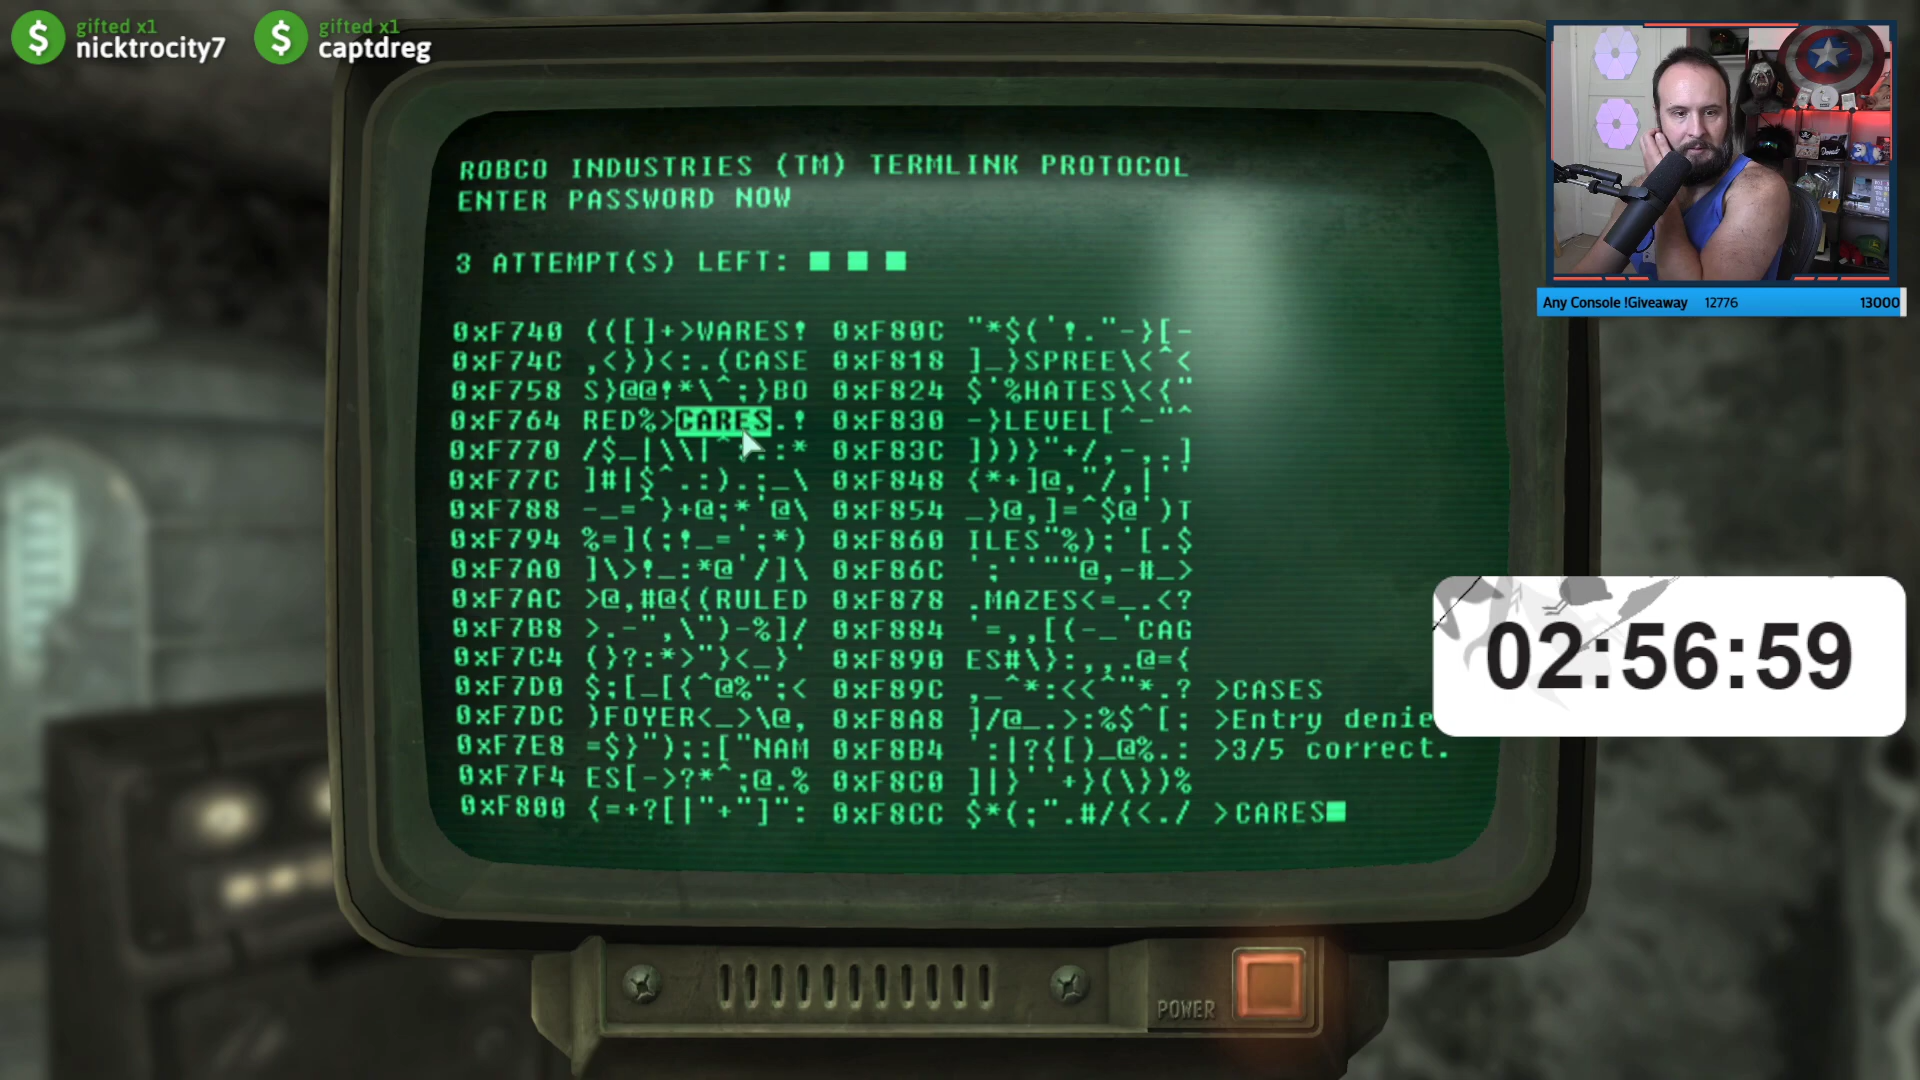 gifted x1
nicktrocity7
gifted x1
captdreg
Any Console !Giveaway 12776 13000
ROBCO INDUSTRIES (TM) TERMLINK PROTOCOL
ENTER PASSWORD NOW
3 ATTEMPT(S) LEFT:
0xF740 (([]+>WARES! 0xF80C "*$('!."-}[-
0xF74C ,<})<:.(CASE 0xF818 ]_}SPREE\<^<
0xF758 S}@@!*\^;}BO 0xF824 $'%HATES\<{"
0xF764 RED%>CARES.! 0xF830 -}LEVEL[^-"^
0xF770 /$_|\\|^ : :* 0xF83C ]))}"+/,-,.]
0xF77C ]#|$^.:).;_\ 0xF848 {*+]@,"/,|''
0xF788 -_=^}+@;*'@\ 0xF854 _}@,]=^$@')T
0xF794 %=](;!_=';*) 0xF860 ILES"%);'[.$
0xF7A0 ]\>!_:*@'/]\ 0xF86C ';''""@,-#_>
0xF7AC >@,#@{(RULED 0xF878 .MAZES<=_.<?
0xF7B8 >.-",\")-%]/ 0xF884 '=,,[(-_'CAG
0xF7C4 (}?:*>"}<_}' 0xF890 ES#\}:,,.@={
0xF7D0 $;[_[{^@%";< 0xF89C ,_^*:<<^"*.? >CASES
0xF7DC )FOYER<_>\@, 0xF8A8 ]/@_.>:%$^[; >Entry denie
0xF7E8 =$}");:["NAM 0xF8B4 ':|?{[)_@%.: >3/5 correct.
0xF7F4 ES[->?*^;@.% 0xF8C0 ]|}''+}(\})%
0xF800 {=+?[|"+"]": 0xF8CC $*(;".#/{<./ >CARES
02:56:59
POWER